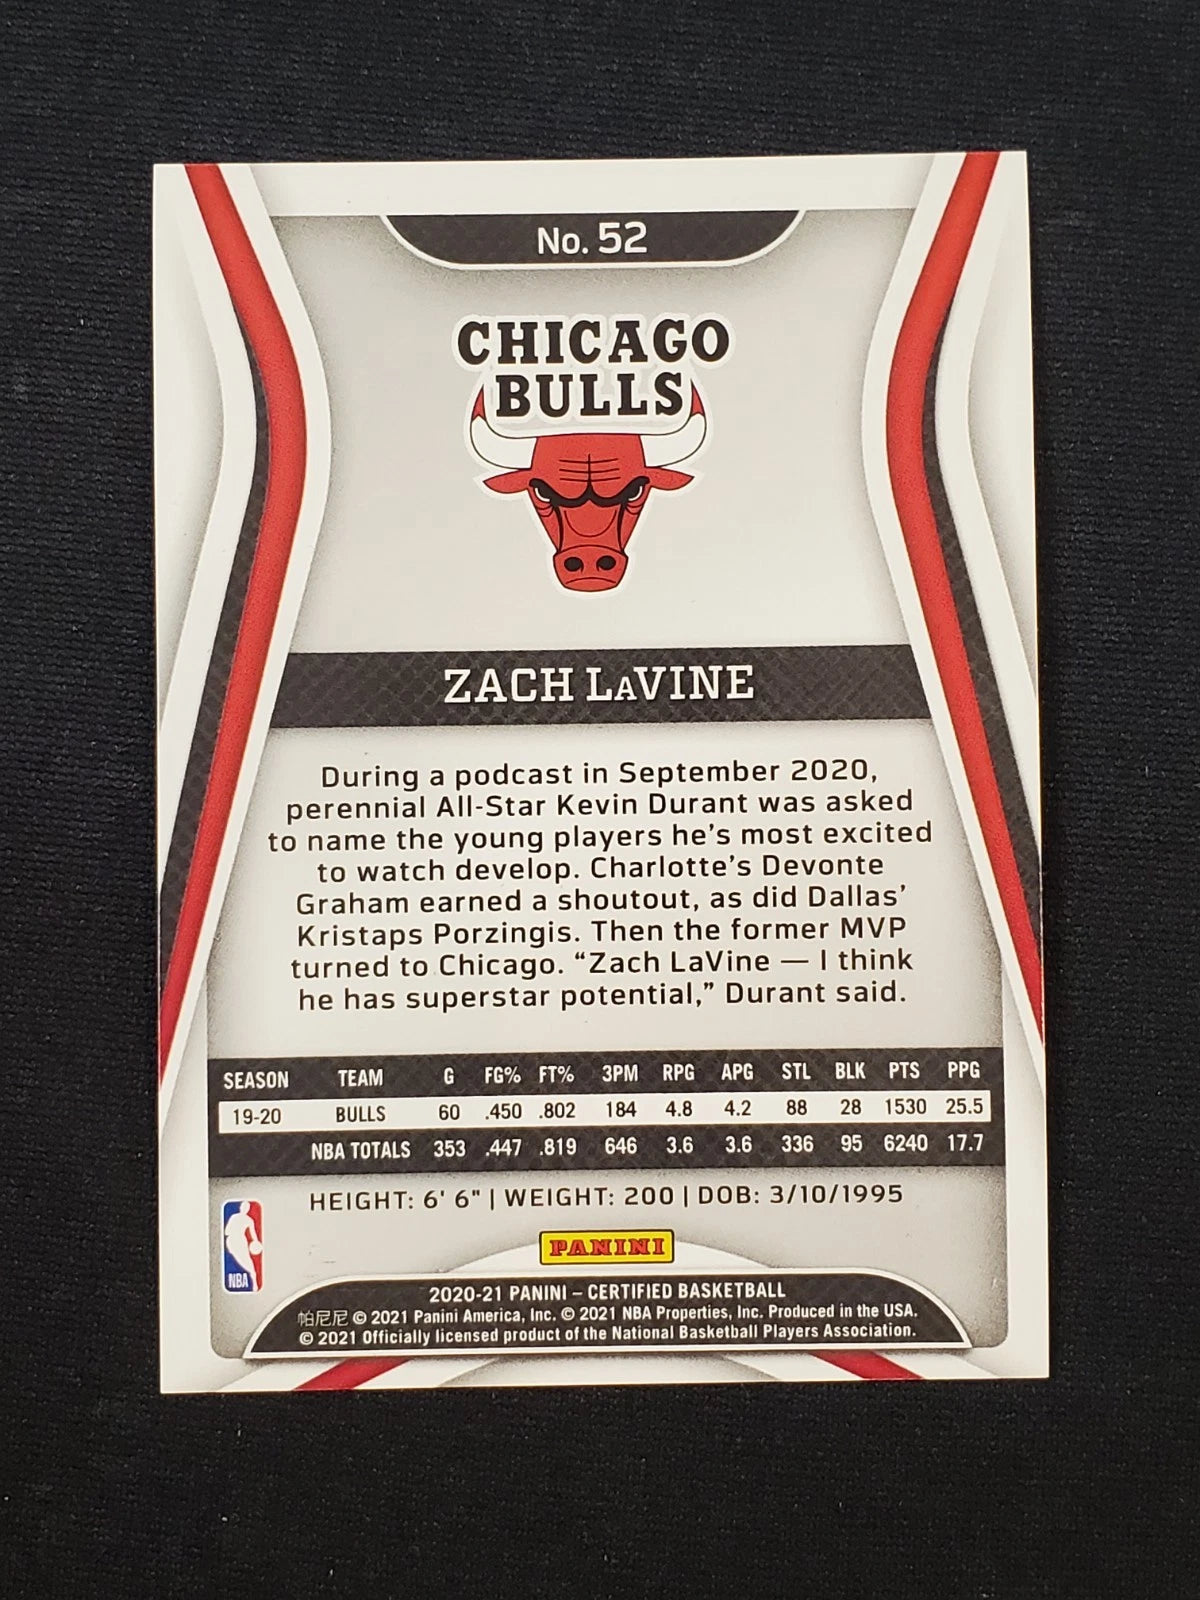 No. 52
CHICAGO
BULLS
ZACH LaVINE
During a podcast in September 2020,
perennial All-Star Kevin Durant was asked
to name the young players he's most excited
to watch develop. Charlotte's Devonte
Graham earned a shoutout, as did Dallas'
Kristaps Porzingis. Then the former MVP
turned to Chicago. “Zach LaVine — I think
he has superstar potential,” Durant said.
SEASON TEAM G FG% FT% 3PM RPG APG STL BLK PTS PPG
19-20 BULLS 60 .450 .802 184 4.8 4.2 88 28 1530 25.5
NBA TOTALS 353 .447 .819 646 3.6 3.6 336 95 6240 17.7
HEIGHT: 6' 6" | WEIGHT: 200 | DOB: 3/10/1995
NBA
PANINI
2020-21 PANINI – CERTIFIED BASKETBALL
帕尼尼 © 2021 Panini America, Inc. © 2021 NBA Properties, Inc. Produced in the USA.
© 2021 Officially licensed product of the National Basketball Players Association.